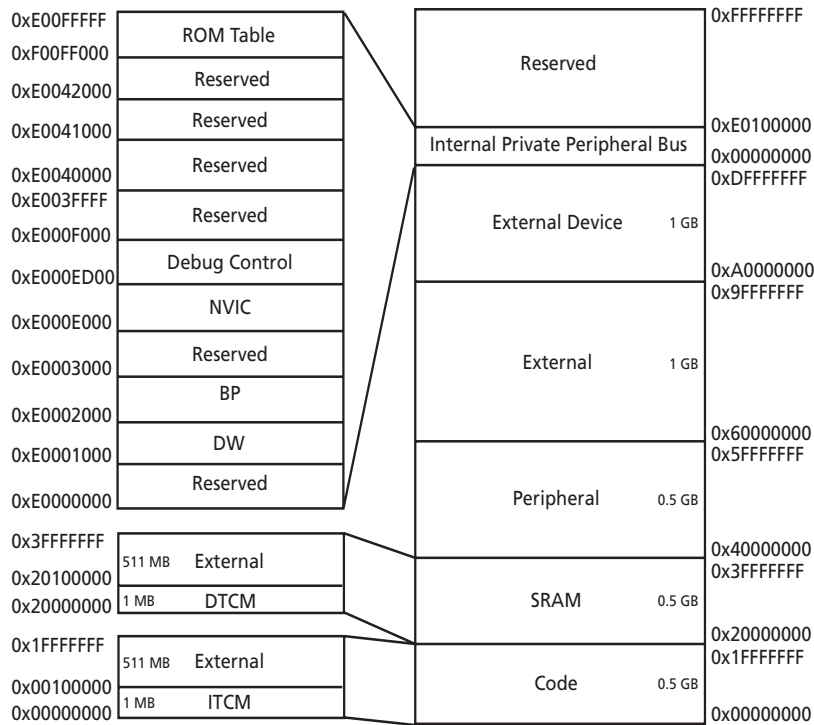 0xE00FFFFF
ROM Table
0xF00FF000
Reserved
0xE0042000
Reserved
0xE0041000
Reserved
0xE0040000
0xE003FFFF
Reserved
0xE000F000
Debug Control
0xE000ED00
NVIC
0xE000E000
Reserved
0xE0003000
BP
0xE0002000
DW
0xE0001000
Reserved
0xE0000000
0x3FFFFFFF
511 MB External
0x20100000
1 MB DTCM
0x20000000
0x1FFFFFFF
511 MB External
0x00100000
1 MB ITCM
0x00000000
0xFFFFFFFF
Reserved
0xE0100000
Internal Private Peripheral Bus
0x00000000
0xDFFFFFFF
External Device 1 GB
0xA0000000
0x9FFFFFFF
External 1 GB
0x60000000
0x5FFFFFFF
Peripheral 0.5 GB
0x40000000
0x3FFFFFFF
SRAM 0.5 GB
0x20000000
0x1FFFFFFF
Code 0.5 GB
0x00000000